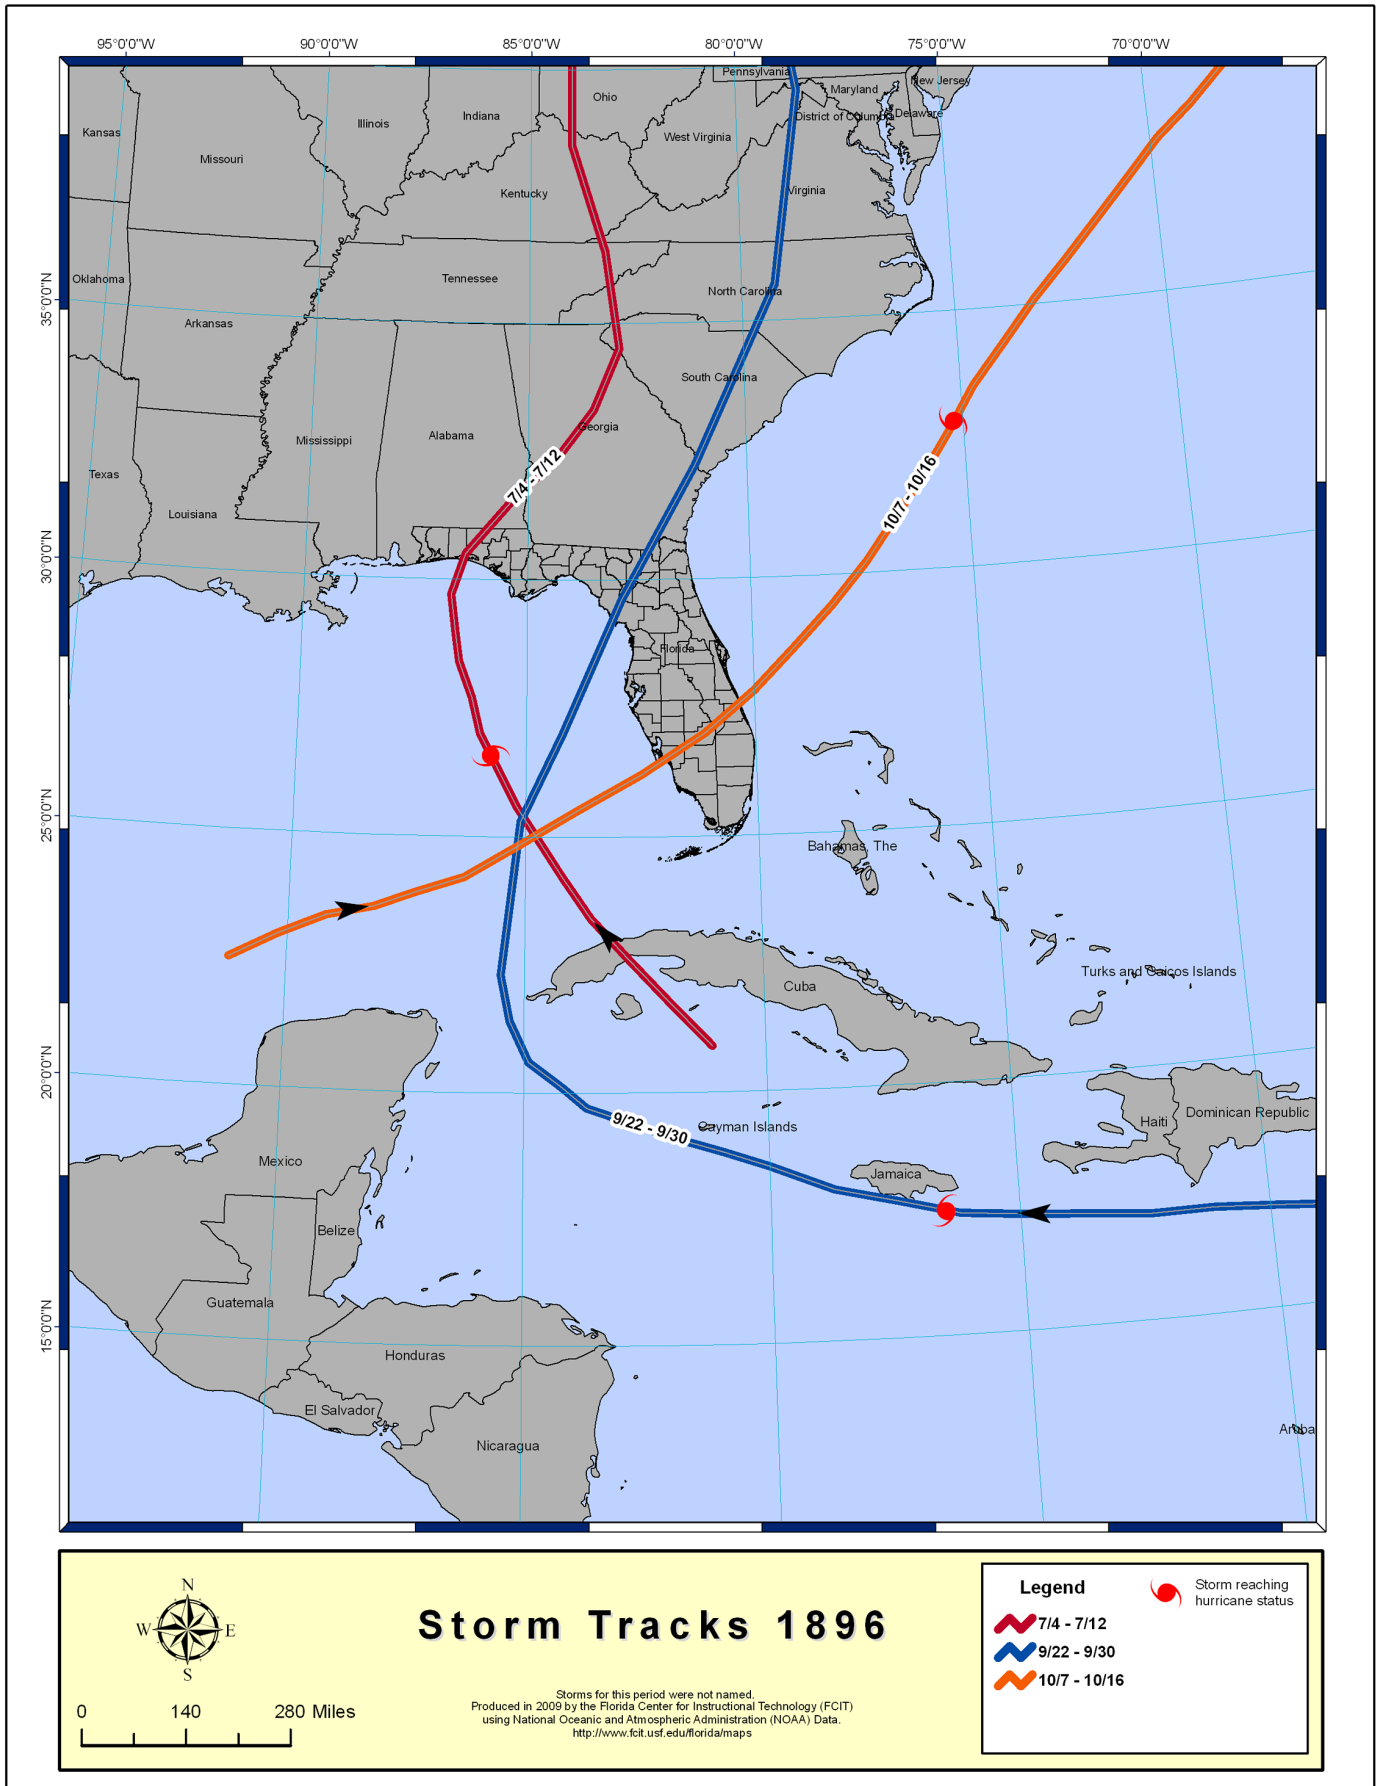 95°0'0"W 90°0'0"W 85°0'0"W 80°0'0"W 75°0'0"W 70°0'0"W
Pennsylvania
New Jersey
Ohio
Maryland
Indiana
District of Columbia
Delaware
Illinois
Kansas
West Virginia
Missouri
Kentucky
Virginia
Oklahoma
Tennessee
North Carolina
35°0'0"N
Arkansas
South Carolina
Georgia
Alabama
Mississippi
7/4 - 7/12
Texas
10/7 - 10/16
Louisiana
30°0'0"N
Florida
25°0'0"N
Bahamas, The
Turks and Caicos Islands
Cuba
20°0'0"N
Dominican Republic
Haiti
9/22 - 9/30
Cayman Islands
Mexico
Jamaica
Belize
Guatemala
15°0'0"N
Honduras
El Salvador
Aruba
Nicaragua
N
W E
S
0 140 280 Miles
Storm Tracks 1896
Storms for this period were not named.
Produced in 2009 by the Florida Center for Instructional Technology (FCIT)
using National Oceanic and Atmospheric Administration (NOAA) Data.
http://www.fcit.usf.edu/florida/maps
Legend
7/4 - 7/12
9/22 - 9/30
10/7 - 10/16
Storm reaching
hurricane status